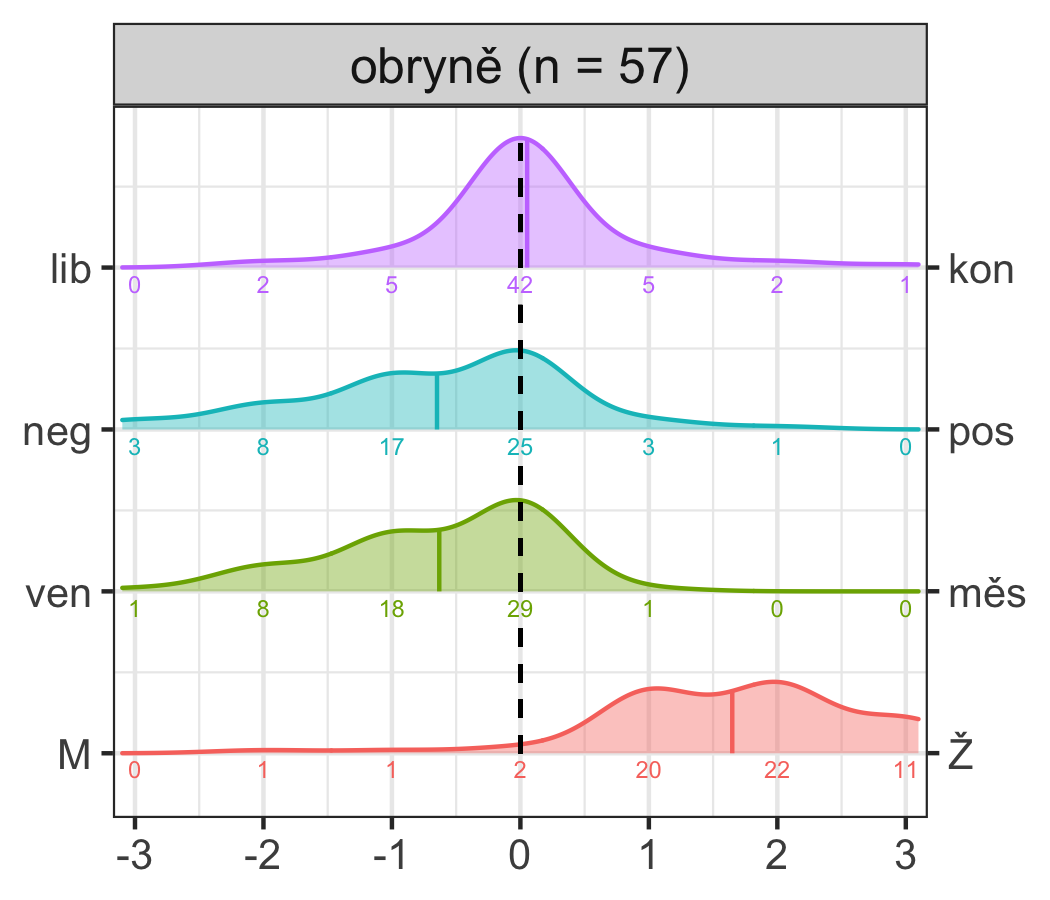 obryně (n = 57)
lib kon
0 2 5 42 5 2 1
neg pos
3 8 17 25 3 1 0
ven měs
1 8 18 29 1 0 0
M Ž
0 1 1 2 20 22 11
-3 -2 -1 0 1 2 3